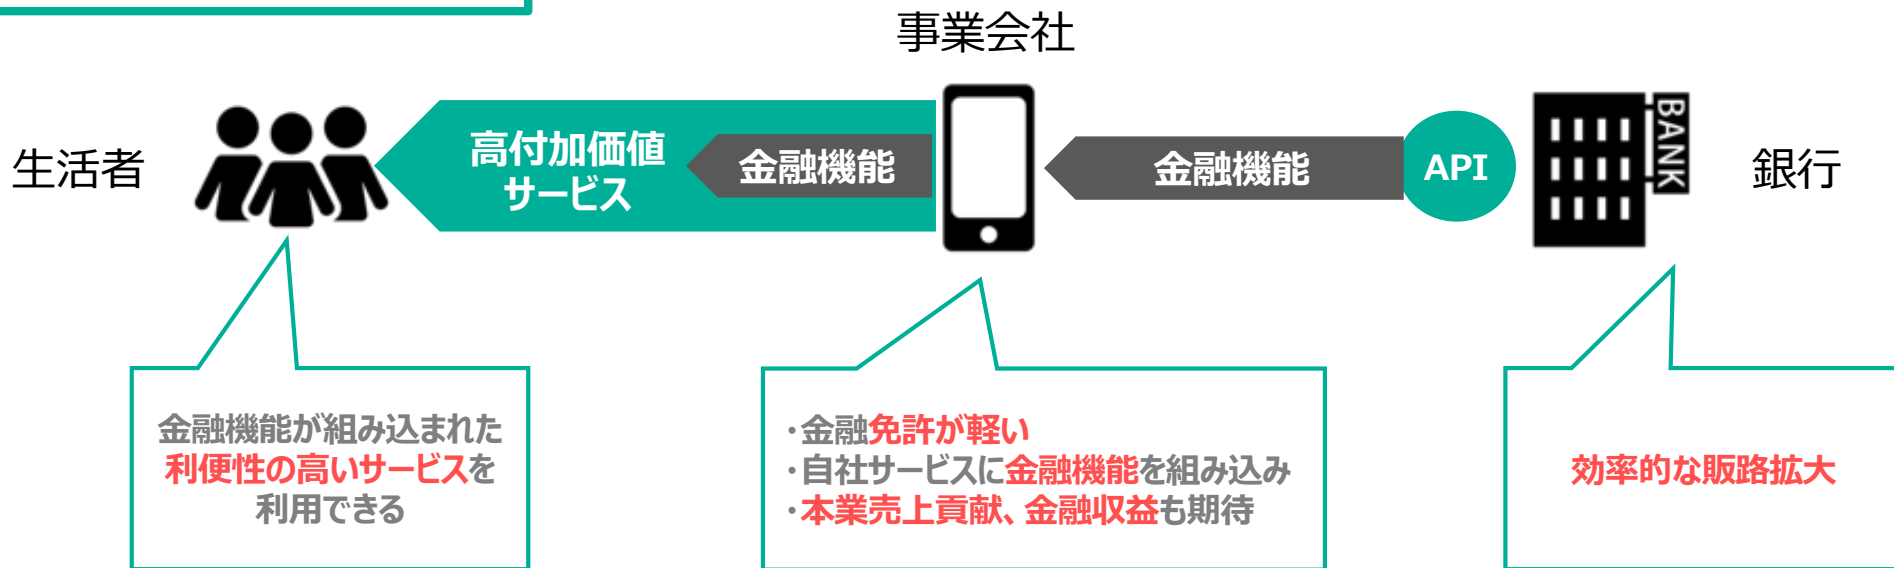 事業会社
生活者
高付加価値
サービス
金融機能
金融機能
API
BANK
銀行
金融機能が組み込まれた
利便性の高いサービスを
利用できる
・金融免許が軽い
・自社サービスに金融機能を組み込み
・本業売上貢献、金融収益も期待
効率的な販路拡大